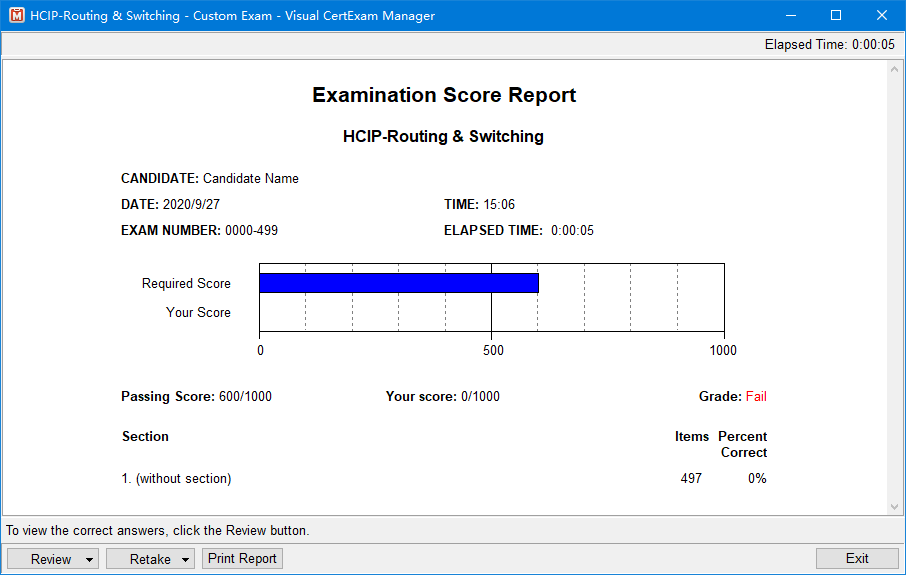 HCIP-Routing & Switching - Custom Exam - Visual CertExam Manager
Elapsed Time: 0:00:05
Examination Score Report
HCIP-Routing & Switching
CANDIDATE: Candidate Name
DATE: 2020/9/27 TIME: 15:06
EXAM NUMBER: 0000-499 ELAPSED TIME: 0:00:05
Required Score
Your Score
0 500 1000
Passing Score: 600/1000 Your score: 0/1000 Grade: Fail
Section Items Percent
Correct
1. (without section) 497 0%
To view the correct answers, click the Review button.
Review Retake Print Report Exit